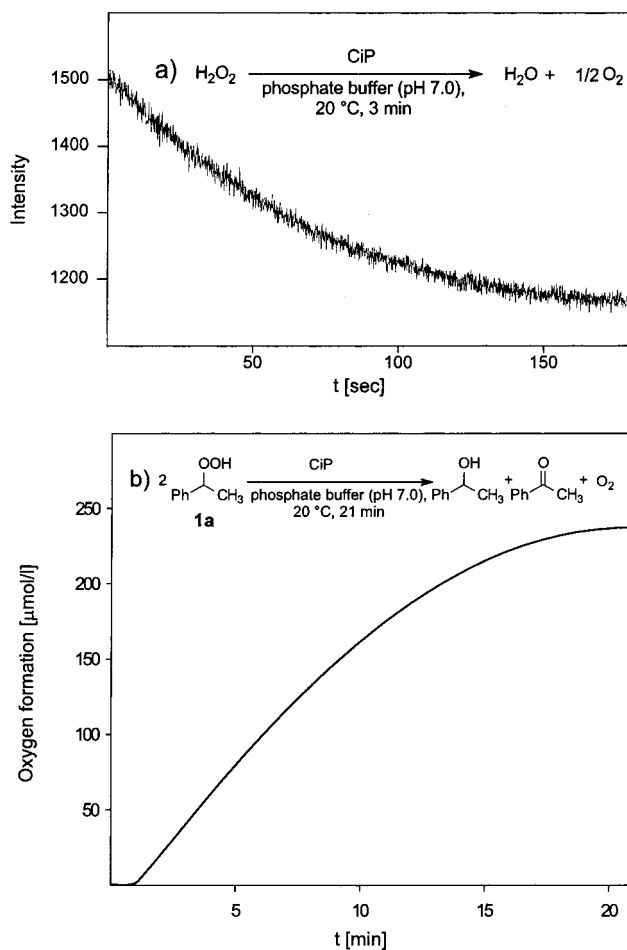 a) H₂O₂ CiP H₂O + 1/2 O₂
phosphate buffer (pH 7.0),
20 °C, 3 min
Intensity
1500
1400
1300
1200
50 100 150
t [sec]
b) 2 OOH CiP OH O
Ph CH₃ phosphate buffer (pH 7.0), Ph CH₃ + Ph CH₃ + O₂
1a 20 °C, 21 min
Oxygen formation [μmol/l]
250
200
150
100
50
5 10 15 20
t [min]